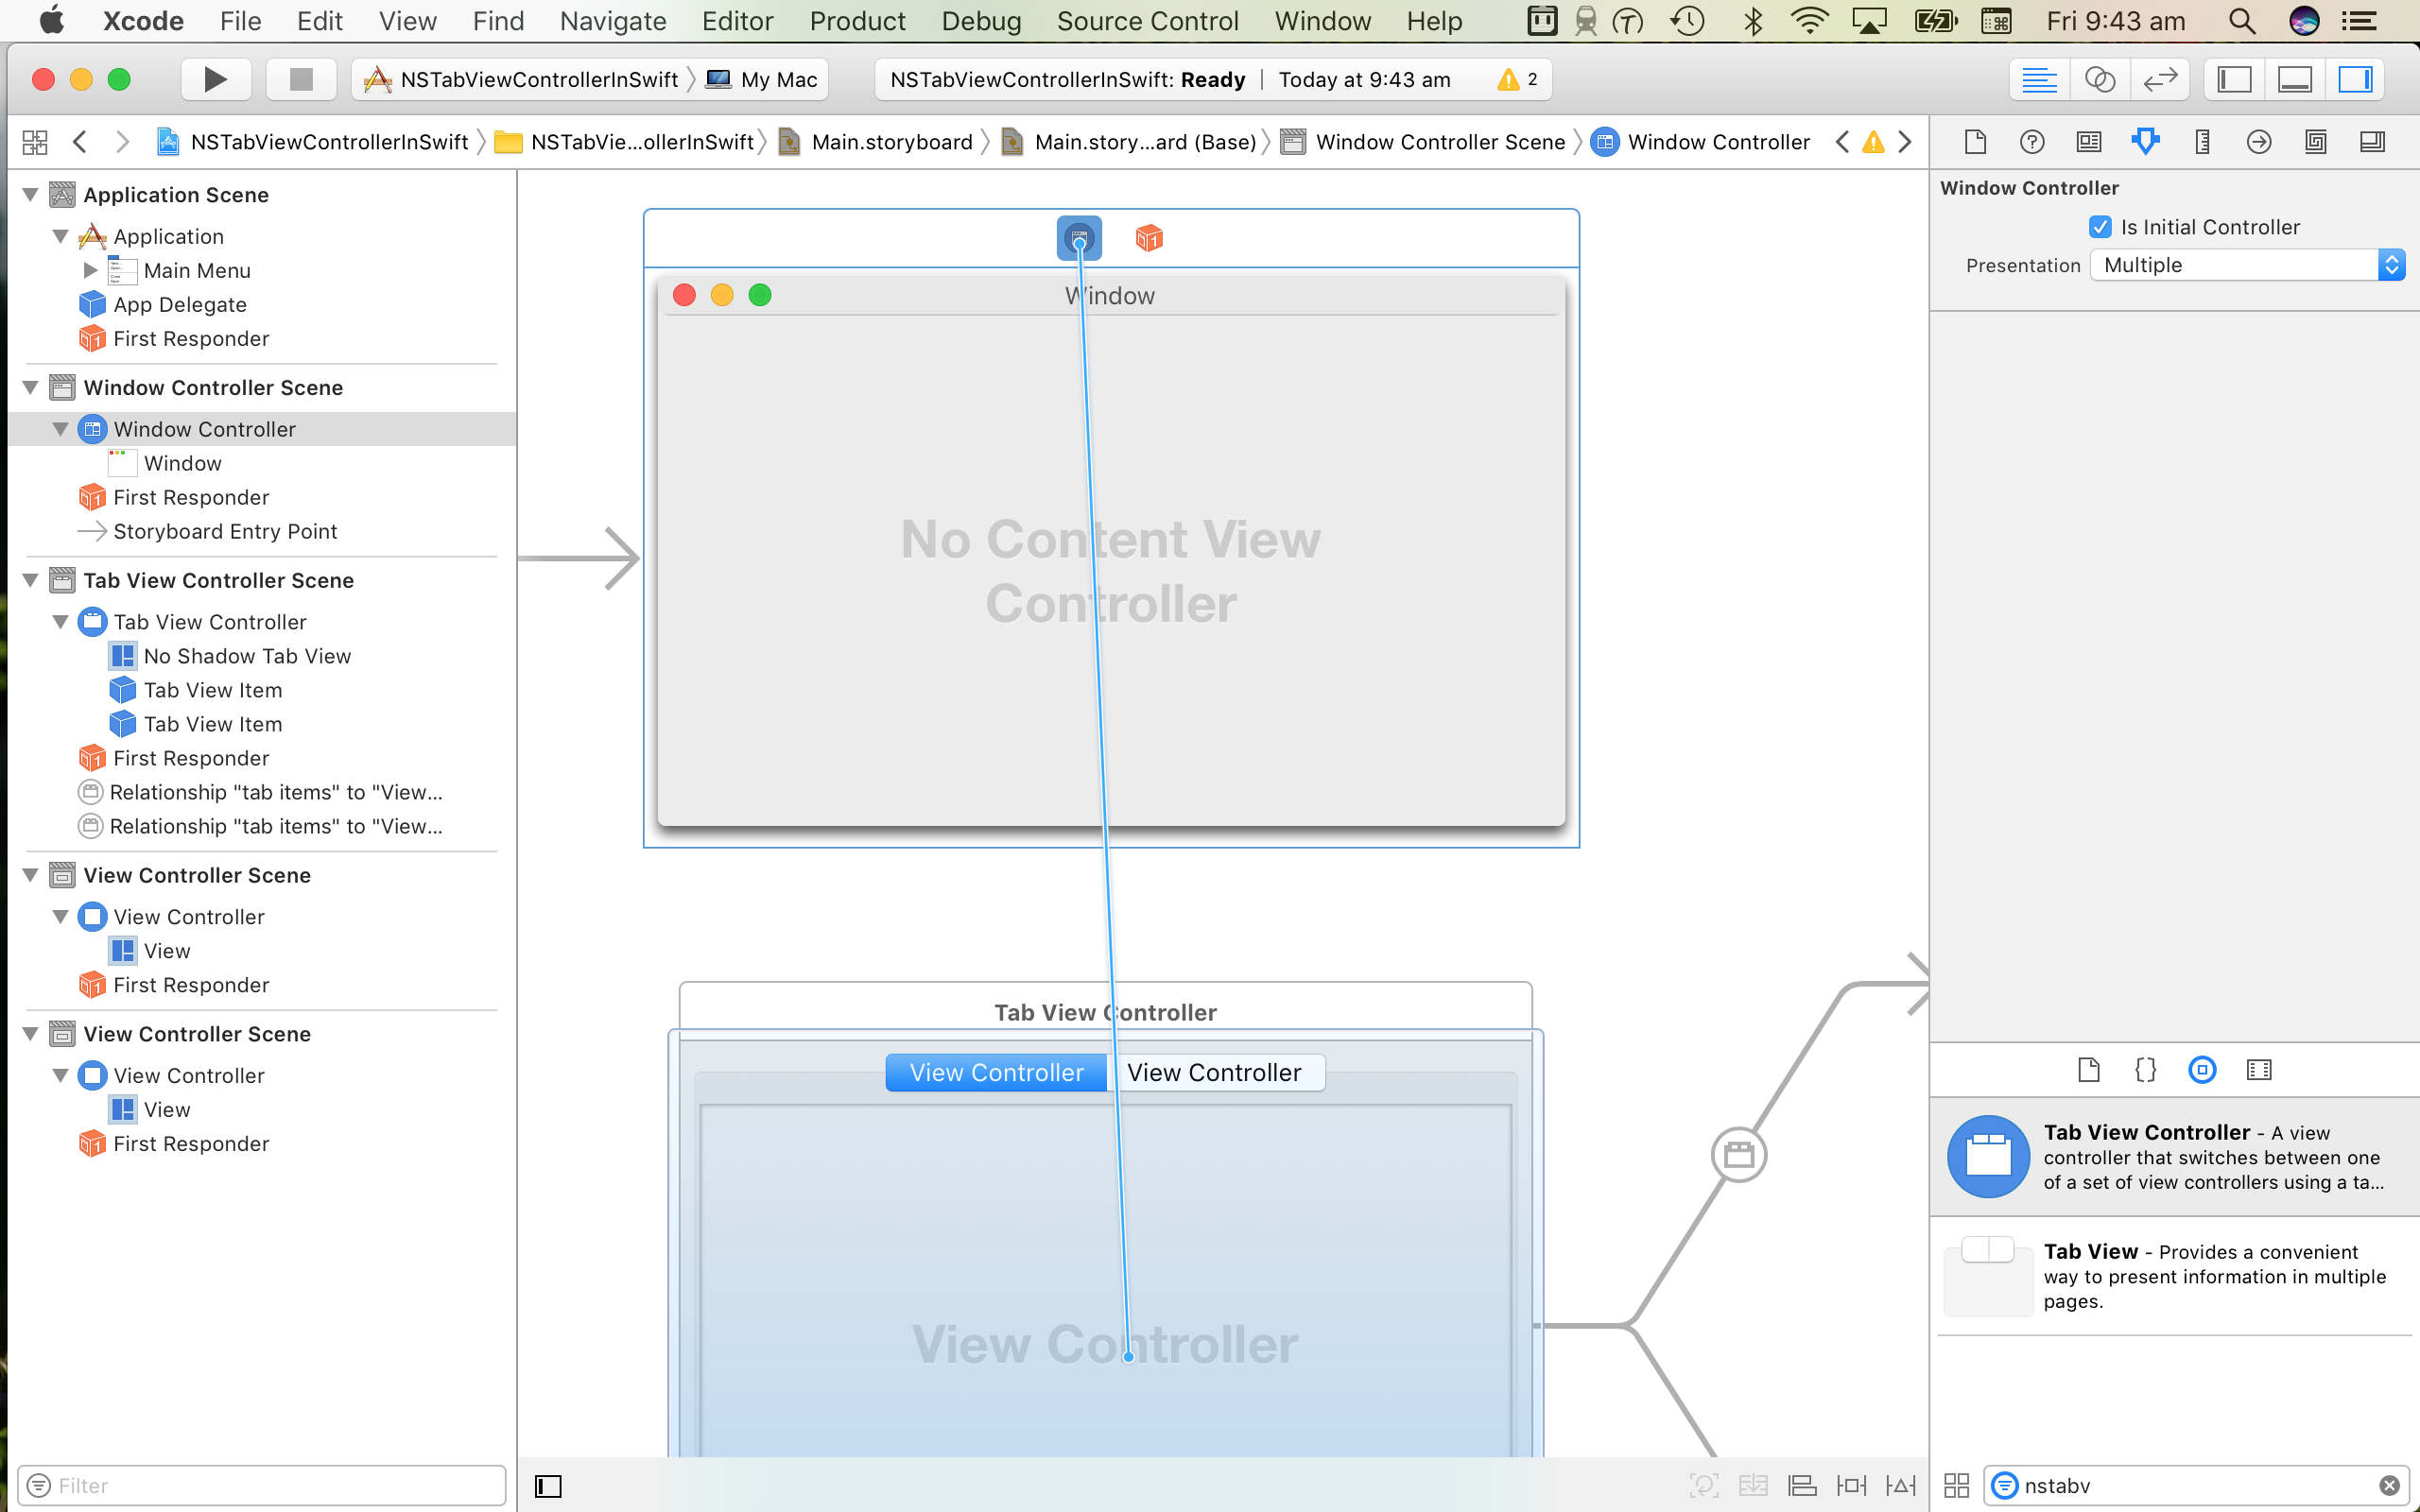 Xcode File Edit View Find Navigate Editor Product Debug Source Control Window Help Fri 9:43 am
NSTabViewControllerInSwift My Mac NSTabViewControllerInSwift: Ready | Today at 9:43 am 2
NSTabViewControllerInSwift NSTabVie...ollerInSwift Main.storyboard Main.story...ard (Base) Window Controller Scene Window Controller
Application Scene
Application
Main Menu
App Delegate
First Responder
Window Controller Scene
Window Controller
Window
First Responder
Storyboard Entry Point
Tab View Controller Scene
Tab View Controller
No Shadow Tab View
Tab View Item
Tab View Item
First Responder
Relationship "tab items" to "View...
Relationship "tab items" to "View...
View Controller Scene
View Controller
View
First Responder
View Controller Scene
View Controller
View
First Responder
Filter
Window
No Content View
Controller
Tab View Controller
View Controller View Controller
View Controller
Window Controller
Is Initial Controller
Presentation Multiple
Tab View Controller - A view
controller that switches between one
of a set of view controllers using a ta...
Tab View - Provides a convenient
way to present information in multiple
pages.
nstabv